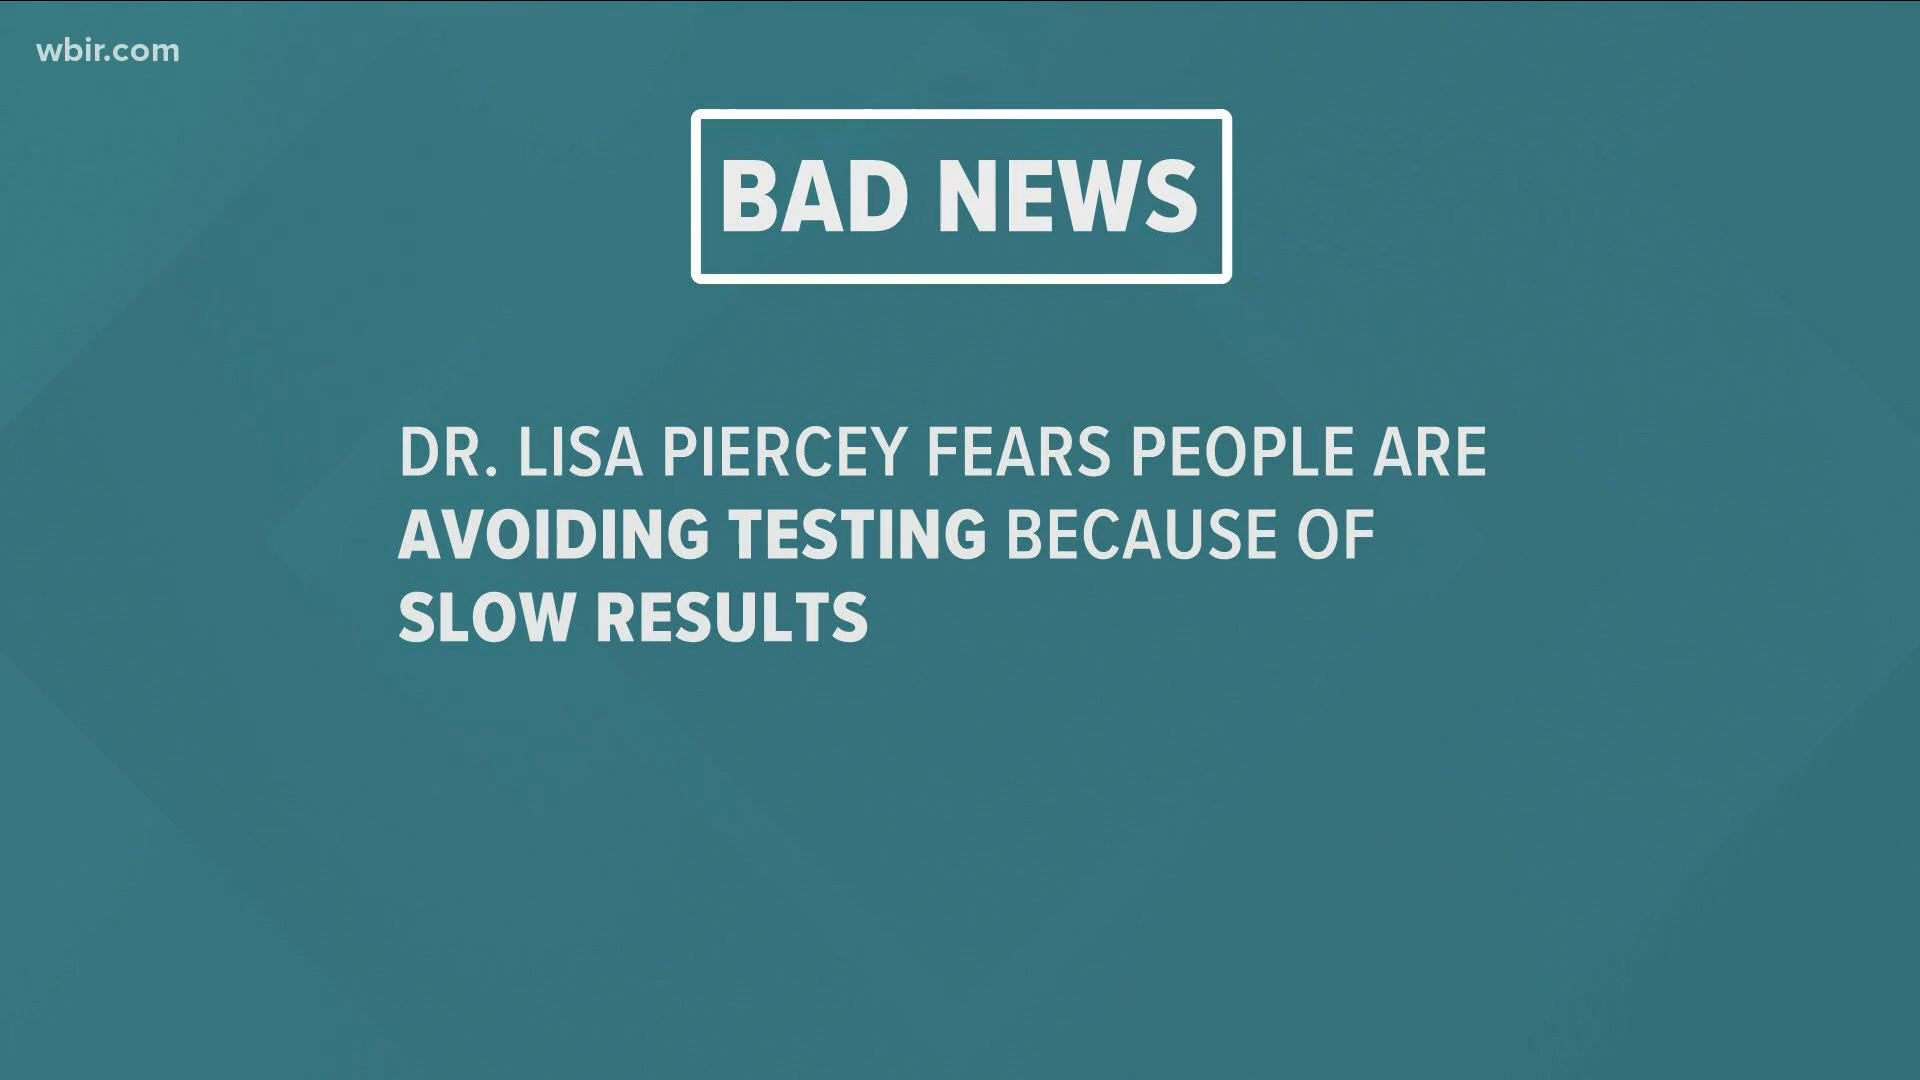 wbir.com
BAD NEWS
DR. LISA PIERCEY FEARS PEOPLE ARE
AVOIDING TESTING BECAUSE OF
SLOW RESULTS